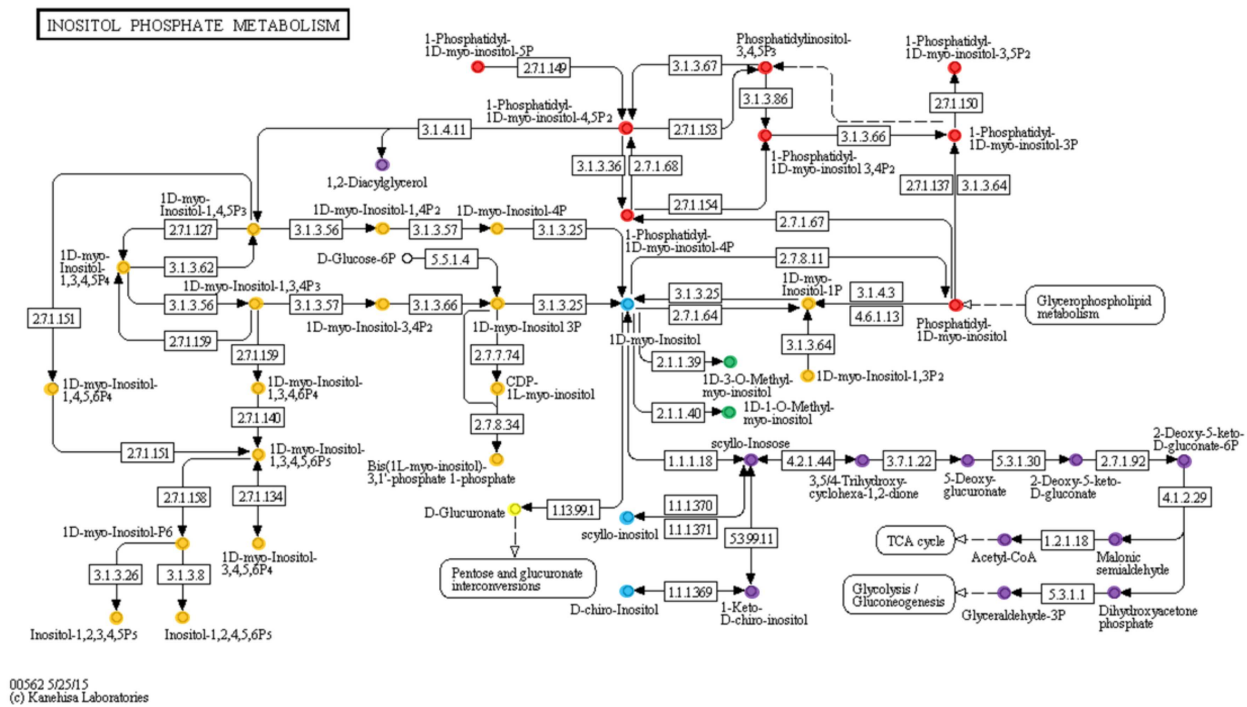 INOSITOL PHOSPHATE METABOLISM
1-Phosphatidyl-
1D-myo-inositol-5P
2.7.1.149
3.1.3.67
Phosphatidylinositol-
3,4,5P3
1-Phosphatidyl-
1D-myo-inositol-3,5P2
3.1.3.86
2.7.1.150
1-Phosphatidyl-
1D-myo-inositol-4,5P2
3.1.4.11
2.7.1.153
3.1.3.66
1-Phosphatidyl-
1D-myo-inositol-3P
1,2-Diacylglycerol
3.1.3.36
2.7.1.68
1-Phosphatidyl-
1D-myo-inositol 3,4P2
2.7.1.137
3.1.3.64
2.7.1.154
1D-myo-
Inositol-1,4,5P3
1D-myo-Inositol-1,4P2
1D-myo-Inositol-4P
2.7.1.67
2.7.1.127
3.1.3.56
3.1.3.57
3.1.3.25
1-Phosphatidyl-
1D-myo-inositol-4P
1D-myo-
Inositol-
1,3,4,5P4
3.1.3.62
D-Glucose-6P
5.5.1.4
2.7.8.11
1D-myo-
Inositol-1P
1D-myo-Inositol-1,3,4P3
3.1.3.56
3.1.3.57
3.1.3.66
3.1.3.25
3.1.3.25
2.7.1.64
3.1.4.3
4.6.1.13
Glycerophospholipid
metabolism
2.7.1.151
2.7.1.159
1D-myo-Inositol-3,4P2
1D-myo-Inositol 3P
1D-myo-Inositol
Phosphatidyl-
1D-myo-inositol
2.7.1.159
2.7.7.74
3.1.3.64
2.1.1.39
1D-myo-Inositol-
1,4,5,6P4
1D-myo-Inositol-
1,3,4,6P4
CDP-
1L-myo-inositol
1D-3-O-Methyl-
myo-inositol
1D-myo-Inositol-1,3P2
2.7.1.140
2.7.8.34
2.1.1.40
1D-1-O-Methyl-
myo-inositol
2.7.1.151
1D-myo-Inositol-
1,3,4,5,6P5
Bis(1L-myo-inositol)-
3,1'-phosphate 1-phosphate
scyllo-Inosose
2-Deoxy-5-keto-
D-gluconate-6P
1.1.1.18
4.2.1.44
3.7.1.22
5.3.1.30
2.7.1.92
3,5/4-Trihydroxy-
cyclohexa-1,2-dione
5-Deoxy-
glucuronate
2-Deoxy-5-keto-
D-gluconate
2.7.1.158
2.7.1.134
4.1.2.29
D-Glucuronate
1.13.99.1
1.1.1.370
1.1.1.371
scyllo-inositol
1D-myo-Inositol-P6
1D-myo-Inositol-
3,4,5,6P4
5.3.99.11
TCA cycle
1.2.1.18
Acetyl-CoA
Malonic
semialdehyde
3.1.3.26
3.1.3.8
Pentose and glucuronate
interconversions
1.1.1.369
D-chiro-Inositol
1-Keto-
D-chiro-inositol
Glycolysis /
Gluconeogenesis
5.3.1.1
Glyceraldehyde-3P
Dihydroxyacetone
phosphate
Inositol-1,2,3,4,5P5
Inositol-1,2,4,5,6P5
00562 5/25/15
(c) Kanehisa Laboratories